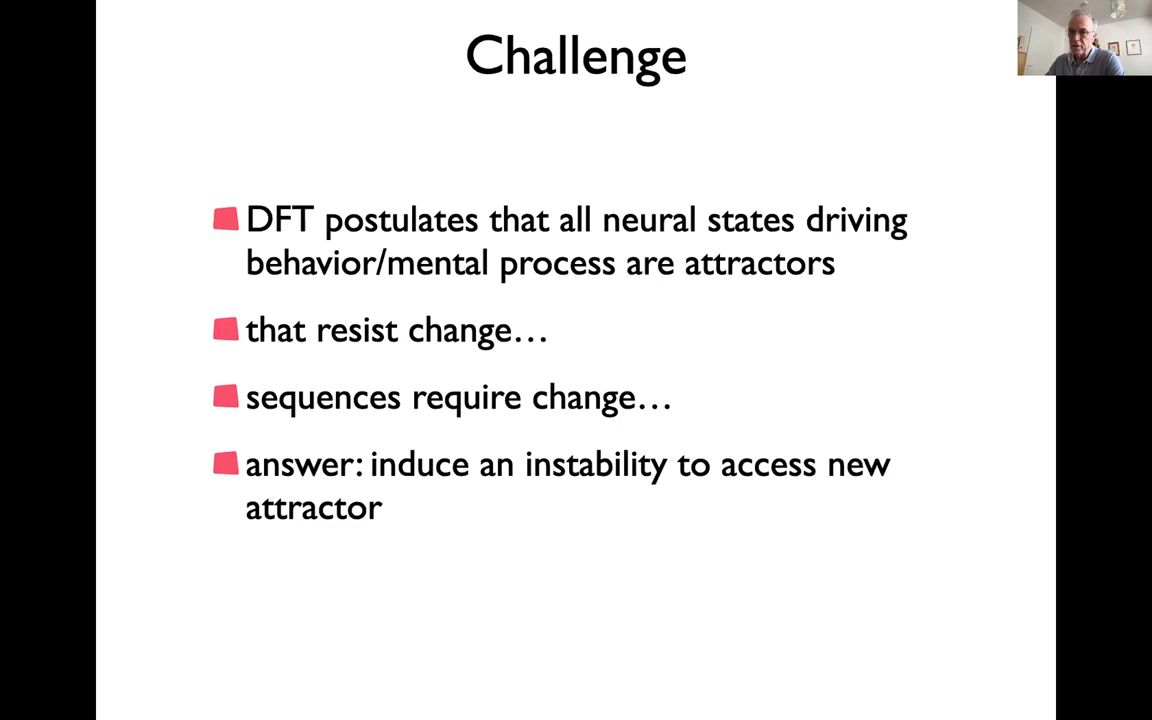 Challenge
DFT postulates that all neural states driving
behavior/mental process are attractors
that resist change…
sequences require change…
answer: induce an instability to access new
attractor